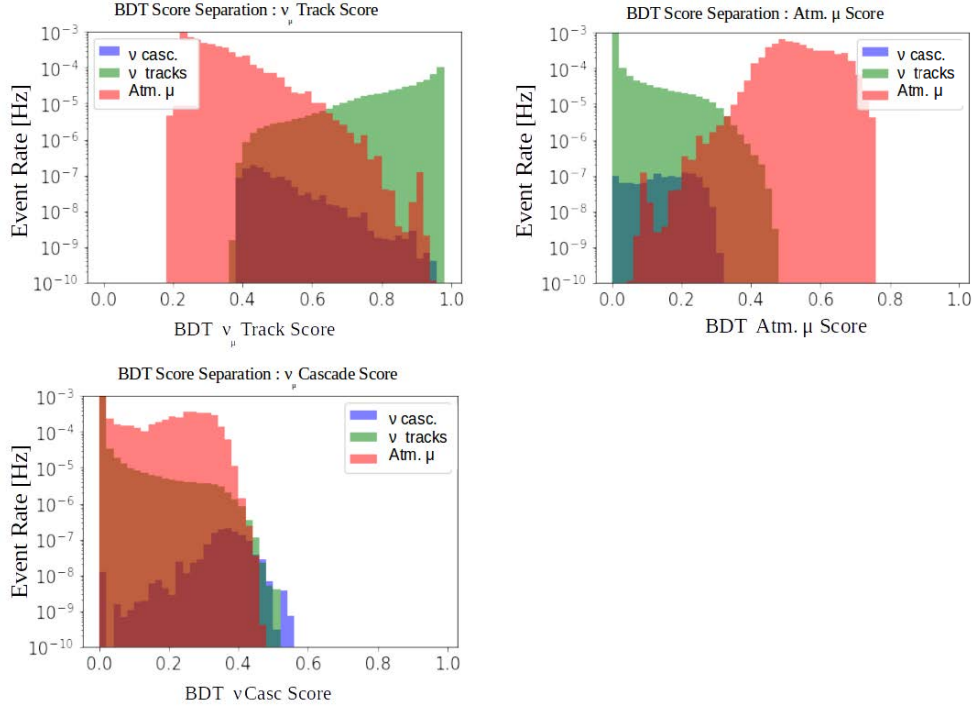 BDT Score Separation : ν_μ Track Score
10⁻³
10⁻⁴
10⁻⁵
10⁻⁶
10⁻⁷
10⁻⁸
10⁻⁹
10⁻¹⁰
Event Rate [Hz]
ν casc.
ν tracks
Atm. μ
0.0 0.2 0.4 0.6 0.8 1.0
BDT ν_μ Track Score
BDT Score Separation : Atm. μ Score
10⁻³
10⁻⁴
10⁻⁵
10⁻⁶
10⁻⁷
10⁻⁸
10⁻⁹
10⁻¹⁰
Event Rate [Hz]
ν casc.
ν tracks
Atm. μ
0.0 0.2 0.4 0.6 0.8 1.0
BDT Atm. μ Score
BDT Score Separation : ν_μ Cascade Score
10⁻³
10⁻⁴
10⁻⁵
10⁻⁶
10⁻⁷
10⁻⁸
10⁻⁹
10⁻¹⁰
Event Rate [Hz]
ν casc.
ν tracks
Atm. μ
0.0 0.2 0.4 0.6 0.8 1.0
BDT νCasc Score